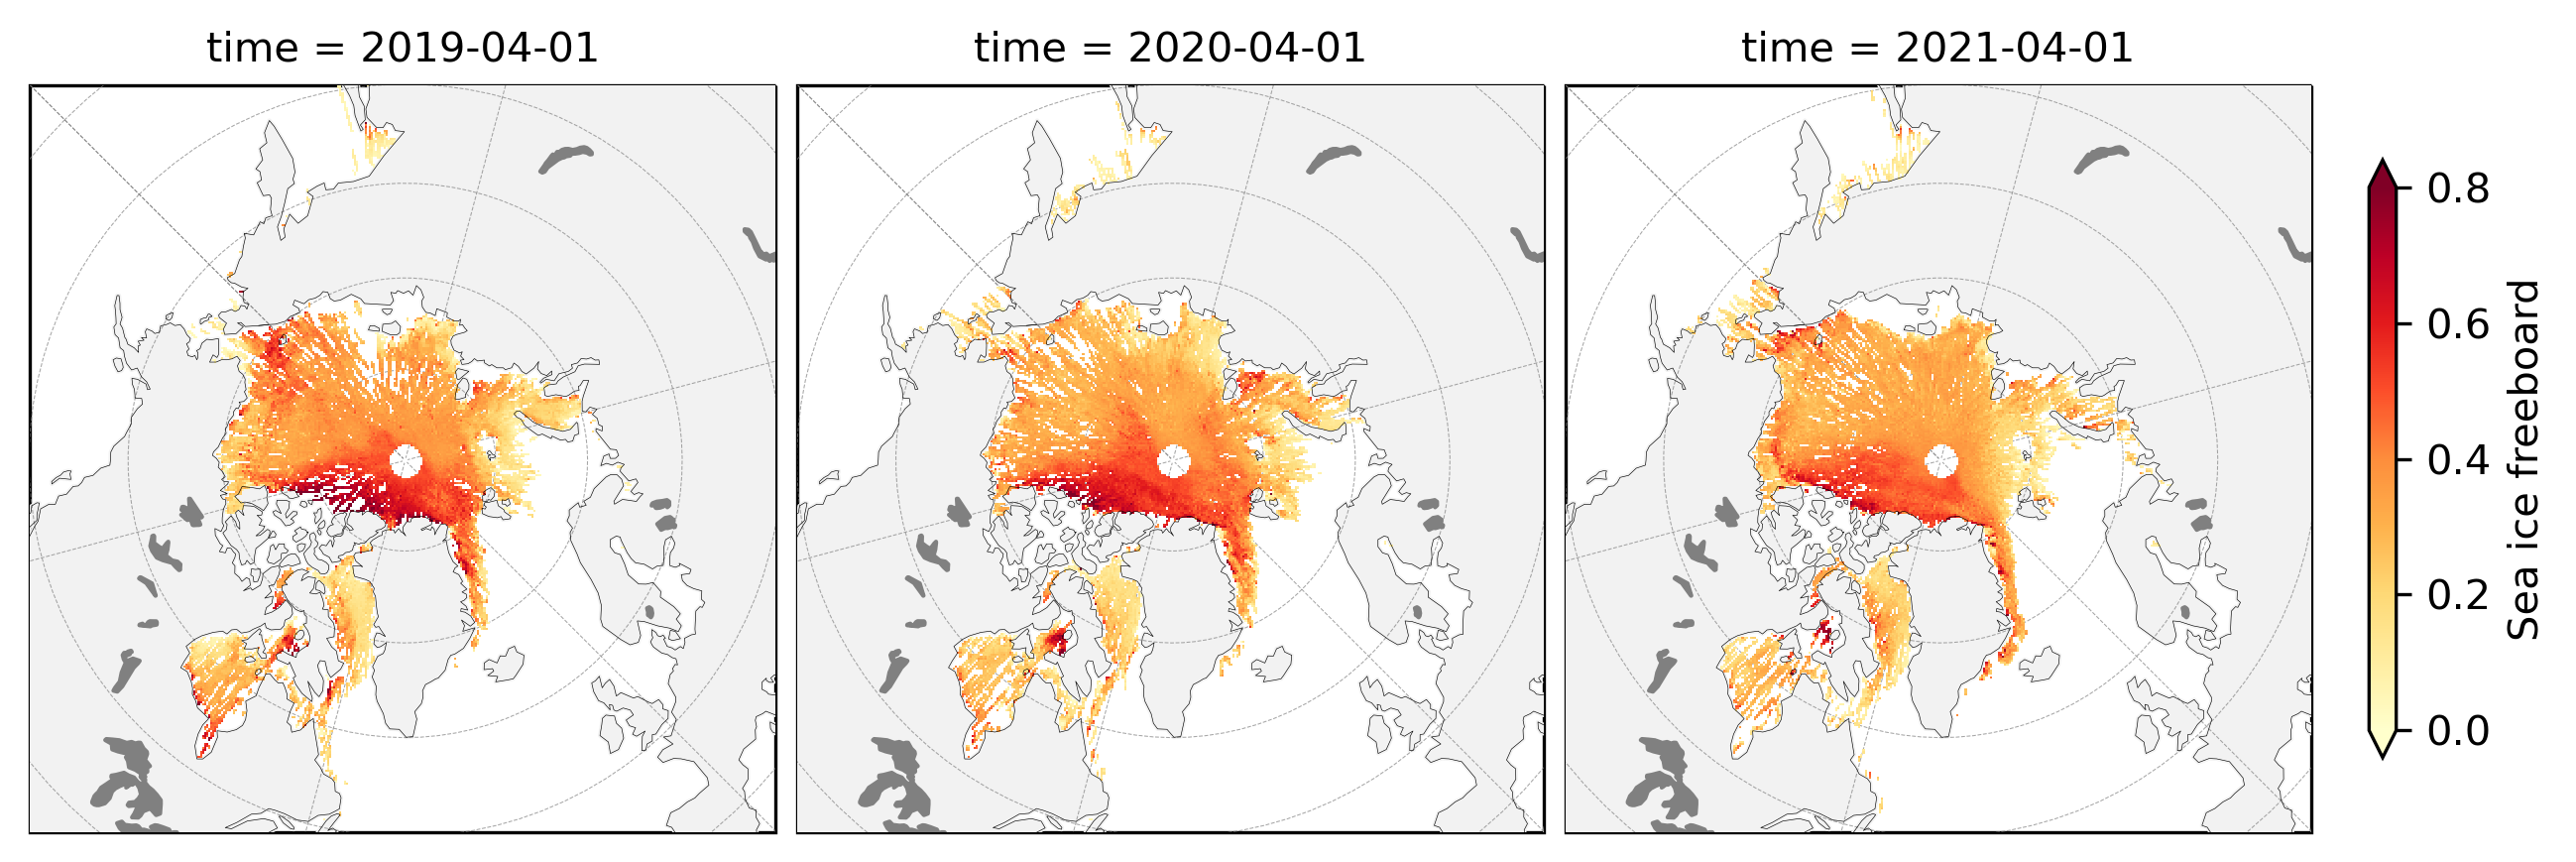 time = 2019-04-01
time = 2020-04-01
time = 2021-04-01
0.8
0.6
0.4
0.2
0.0
Sea ice freeboard